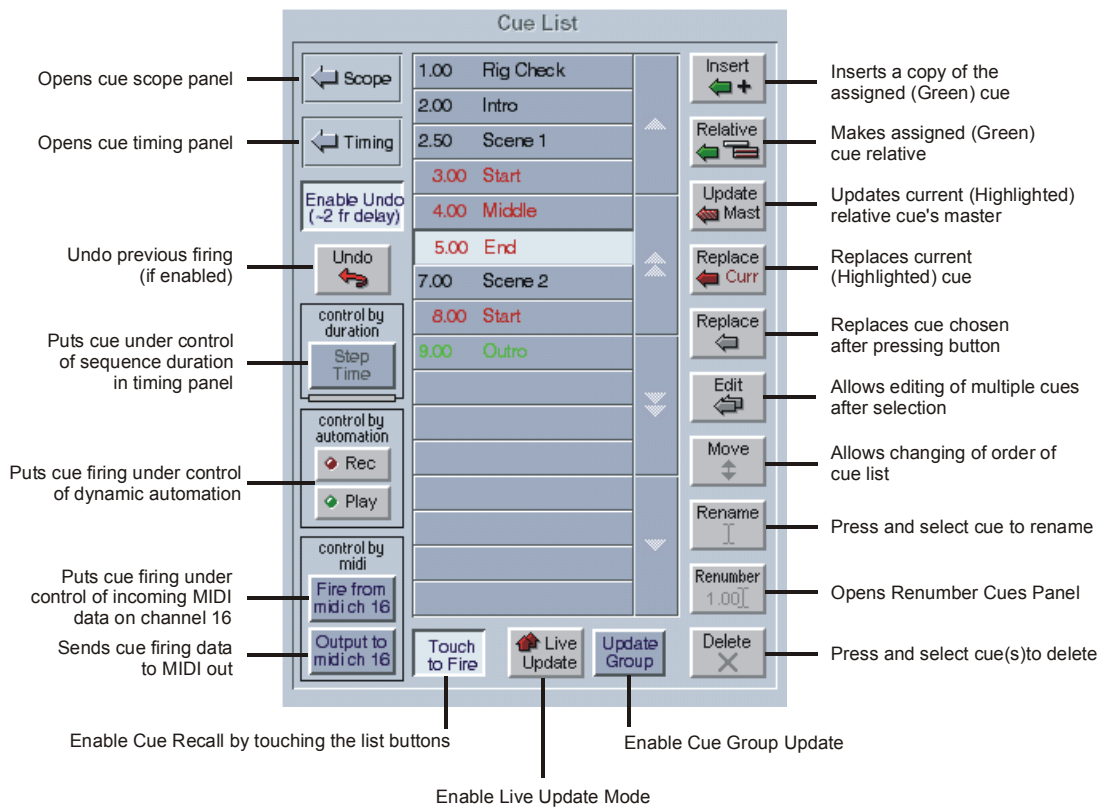 Cue List
Opens cue scope panel
Scope
Opens cue timing panel
Timing
Enable Undo
(~2 fr delay)
Undo previous firing
(if enabled)
Undo
control by
duration
Puts cue under control
of sequence duration
in timing panel
Step
Time
control by
automation
Rec
Play
Puts cue firing under control
of dynamic automation
control by
midi
Puts cue firing under
control of incoming MIDI
data on channel 16
Fire from
midi ch 16
Sends cue firing data
to MIDI out
Output to
midi ch 16
1.00 Rig Check
2.00 Intro
2.50 Scene 1
3.00 Start
4.00 Middle
5.00 End
7.00 Scene 2
8.00 Start
9.00 Outro
Touch
to Fire
Live
Update
Update
Group
Insert
+
Inserts a copy of the
assigned (Green) cue
Relative
Makes assigned (Green)
cue relative
Update
Mast
Updates current (Highlighted)
relative cue's master
Replace
Curr
Replaces current
(Highlighted) cue
Replace
Replaces cue chosen
after pressing button
Edit
Allows editing of multiple cues
after selection
Move
Allows changing of order of
cue list
Rename
Press and select cue to rename
Renumber
1.00
Opens Renumber Cues Panel
Delete
Press and select cue(s)to delete
Enable Cue Recall by touching the list buttons
Enable Cue Group Update
Enable Live Update Mode